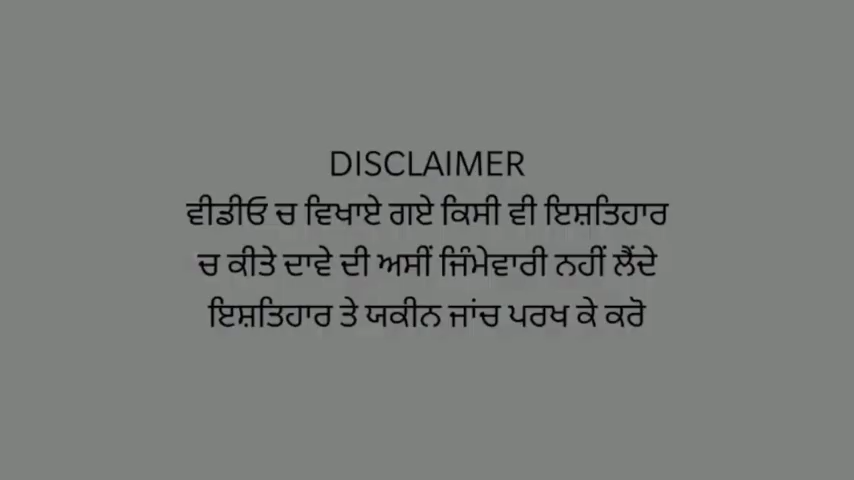 DISCLAIMER
ਵੀਡੀਓ ਚ ਵਿਖਾਏ ਗਏ ਕਿਸੀ ਵੀ ਇਸ਼ਤਿਹਾਰ
ਚ ਕੀਤੇ ਦਾਵੇ ਦੀ ਅਸੀਂ ਜਿੰਮੇਵਾਰੀ ਨਹੀਂ ਲੈਂਦੇ
ਇਸ਼ਤਿਹਾਰ ਤੇ ਯਕੀਨ ਜਾਂਚ ਪਰਖ ਕੇ ਕਰੋ